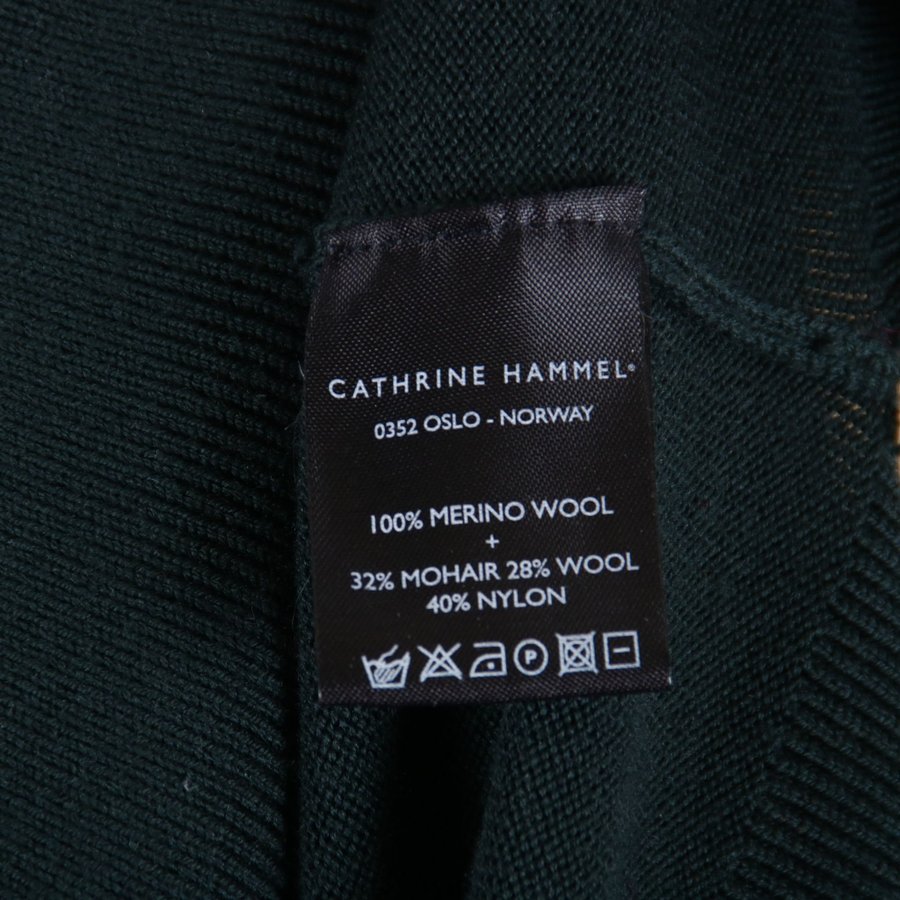 CATHRINE HAMMEL®
0352 OSLO - NORWAY
100% MERINO WOOL
+
32% MOHAIR 28% WOOL
40% NYLON
P